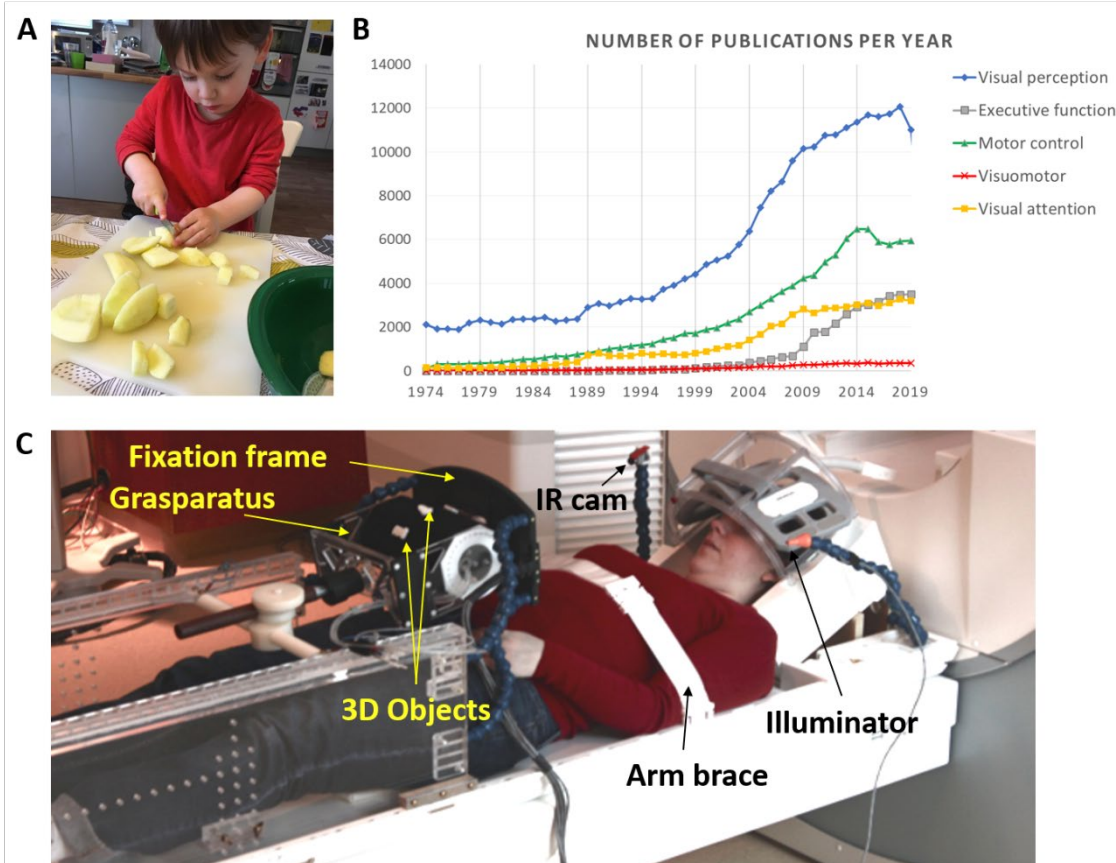 A
B
NUMBER OF PUBLICATIONS PER YEAR
14000
12000
10000
8000
6000
4000
2000
0
1974 1979 1984 1989 1994 1999 2004 2009 2014 2019
Visual perception
Executive function
Motor control
Visuomotor
Visual attention
C
Fixation frame
Grasparatus
IR cam
3D Objects
Illuminator
Arm brace